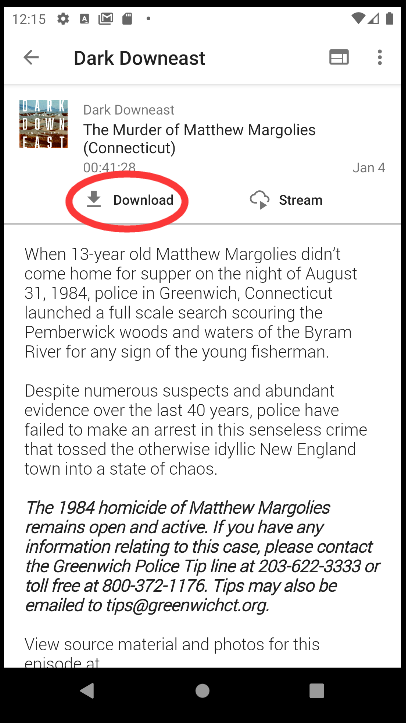 12:15
Dark Downeast
DARK
DOWN
EAST
Dark Downeast
The Murder of Matthew Margolies
(Connecticut)
00:41:28 Jan 4
Download Stream
When 13-year old Matthew Margolies didn't
come home for supper on the night of August
31, 1984, police in Greenwich, Connecticut
launched a full scale search scouring the
Pemberwick woods and waters of the Byram
River for any sign of the young fisherman.
Despite numerous suspects and abundant
evidence over the last 40 years, police have
failed to make an arrest in this senseless crime
that tossed the otherwise idyllic New England
town into a state of chaos.
The 1984 homicide of Matthew Margolies
remains open and active. If you have any
information relating to this case, please contact
the Greenwich Police Tip line at 203-622-3333 or
toll free at 800-372-1176. Tips may also be
emailed to tips@greenwichct.org.
View source material and photos for this
episode at